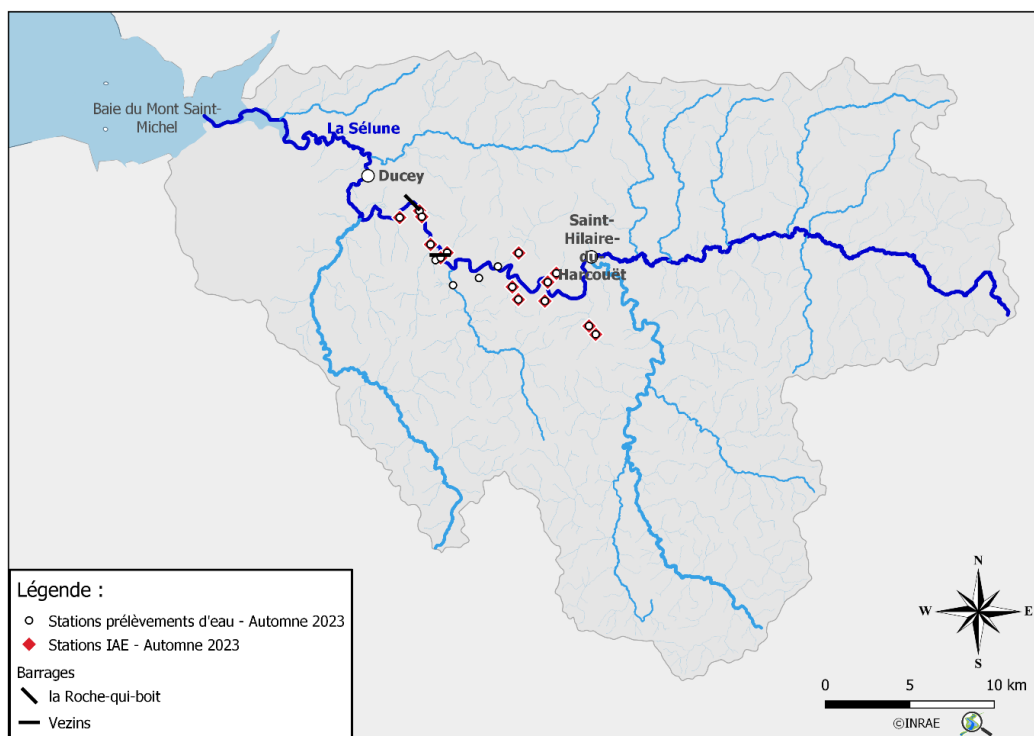 Baie du Mont Saint-
Michel
La Sélune
Ducey
Saint-
Hilaire-
du
Harcouët
Légende :
Stations prélèvements d'eau - Automne 2023
Stations IAE - Automne 2023
Barrages
la Roche-qui-boit
Vezins
N
W
E
S
0
5
10 km
©INRAE